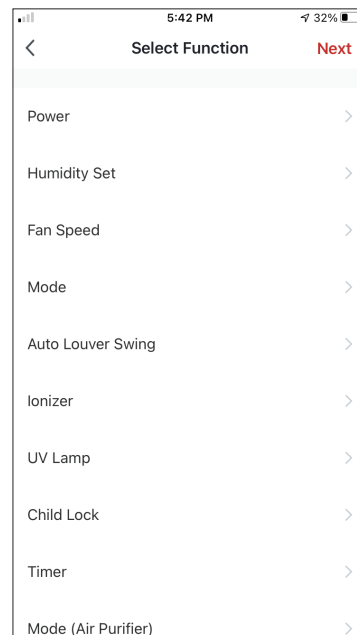 5:42 PM 32%
Select Function Next
Power
Humidity Set
Fan Speed
Mode
Auto Louver Swing
Ionizer
UV Lamp
Child Lock
Timer
Mode (Air Purifier)